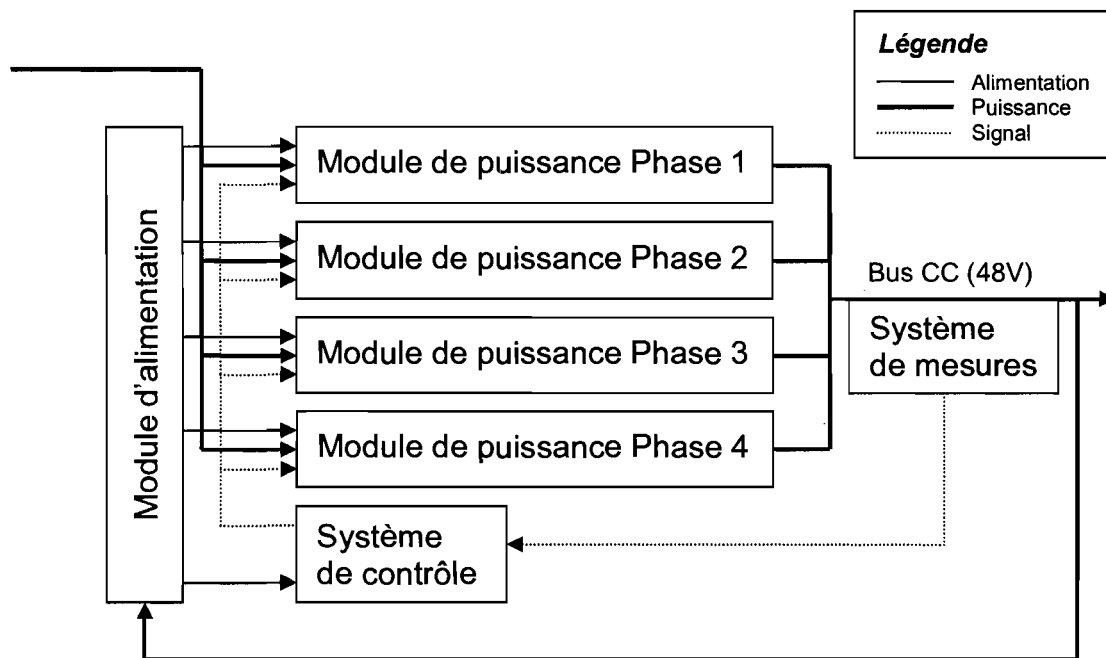 Légende
Alimentation
Puissance
Signal
Module d'alimentation
Module de puissance Phase 1
Module de puissance Phase 2
Module de puissance Phase 3
Module de puissance Phase 4
Bus CC (48V)
Système
de mesures
Système
de contrôle